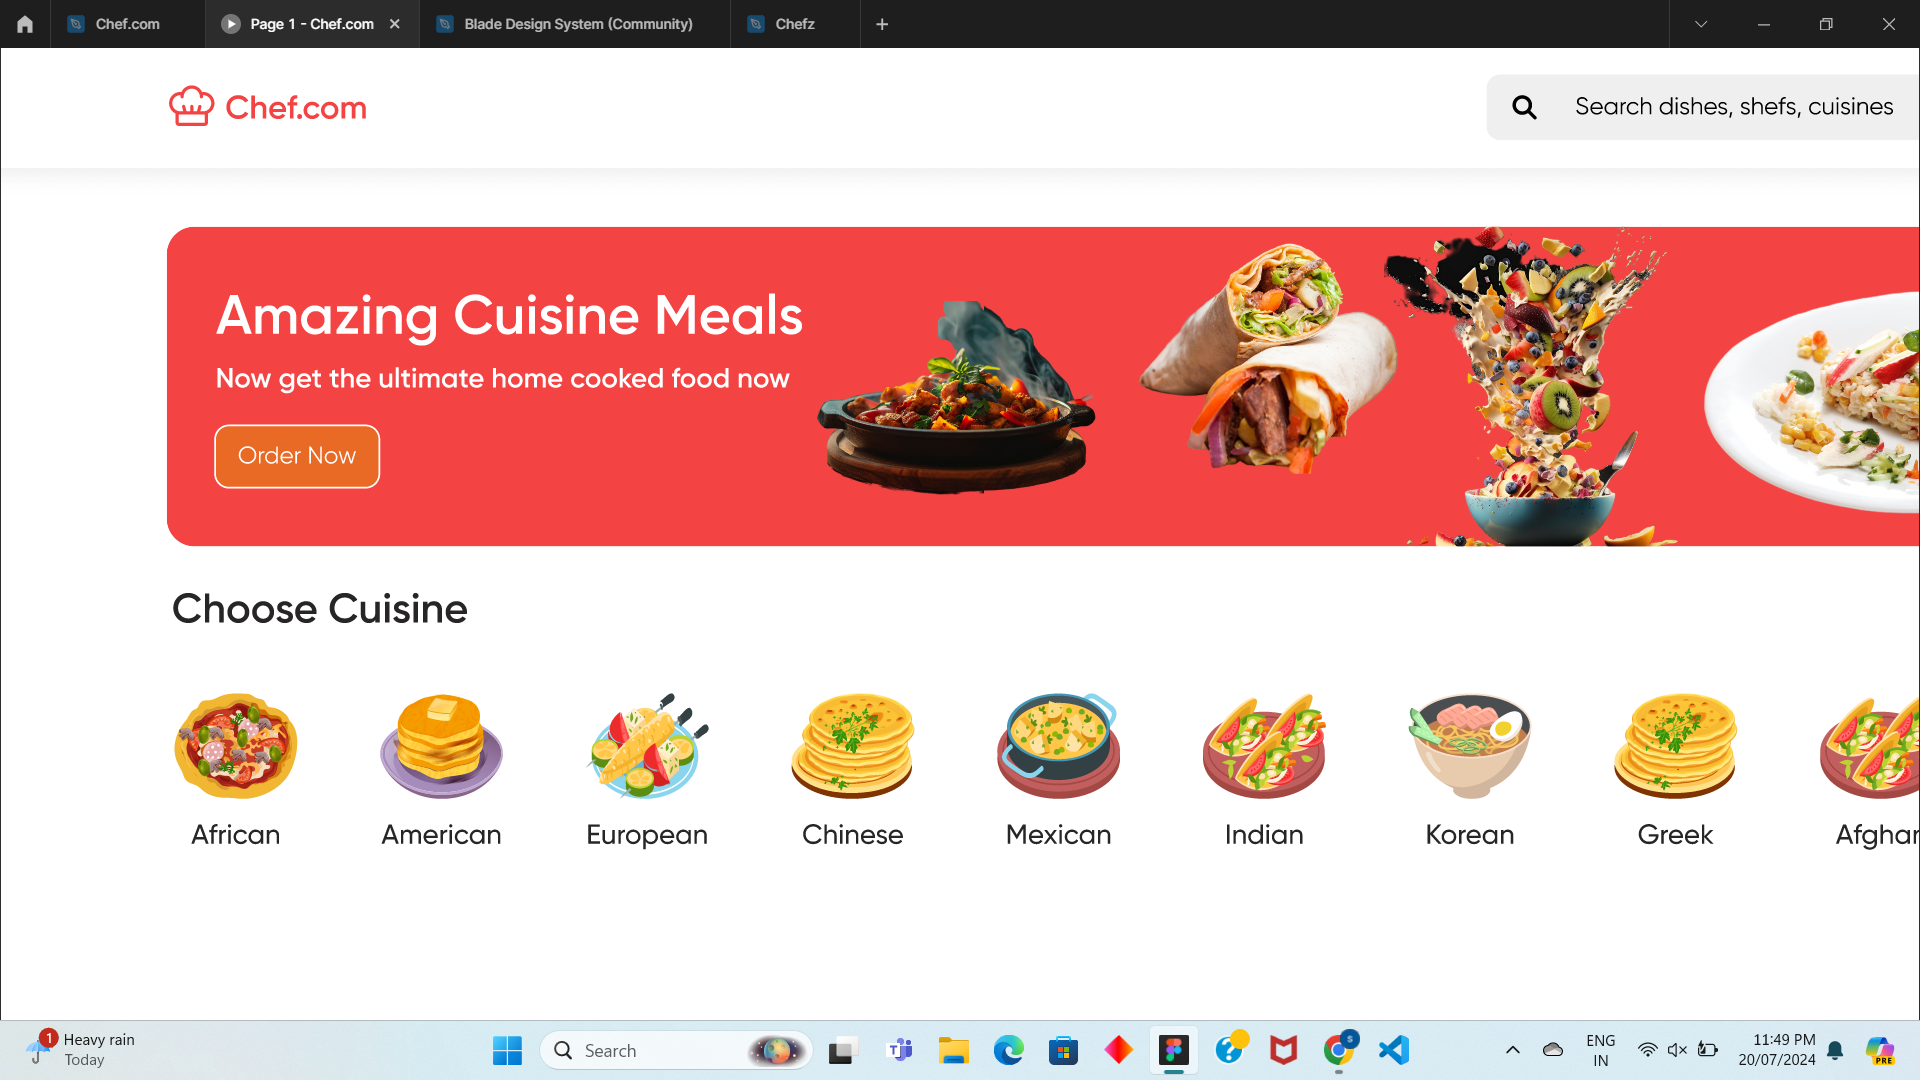 Chef.com
Page 1 - Chef.com
Blade Design System (Community)
Chefz
Chef.com
Search dishes, shefs, cuisines
Amazing Cuisine Meals
Now get the ultimate home cooked food now
Order Now
Choose Cuisine
African
American
European
Chinese
Mexican
Indian
Korean
Greek
Afghan
1
Heavy rain
Today
Search
S
ENG
IN
11:49 PM
20/07/2024
PRE